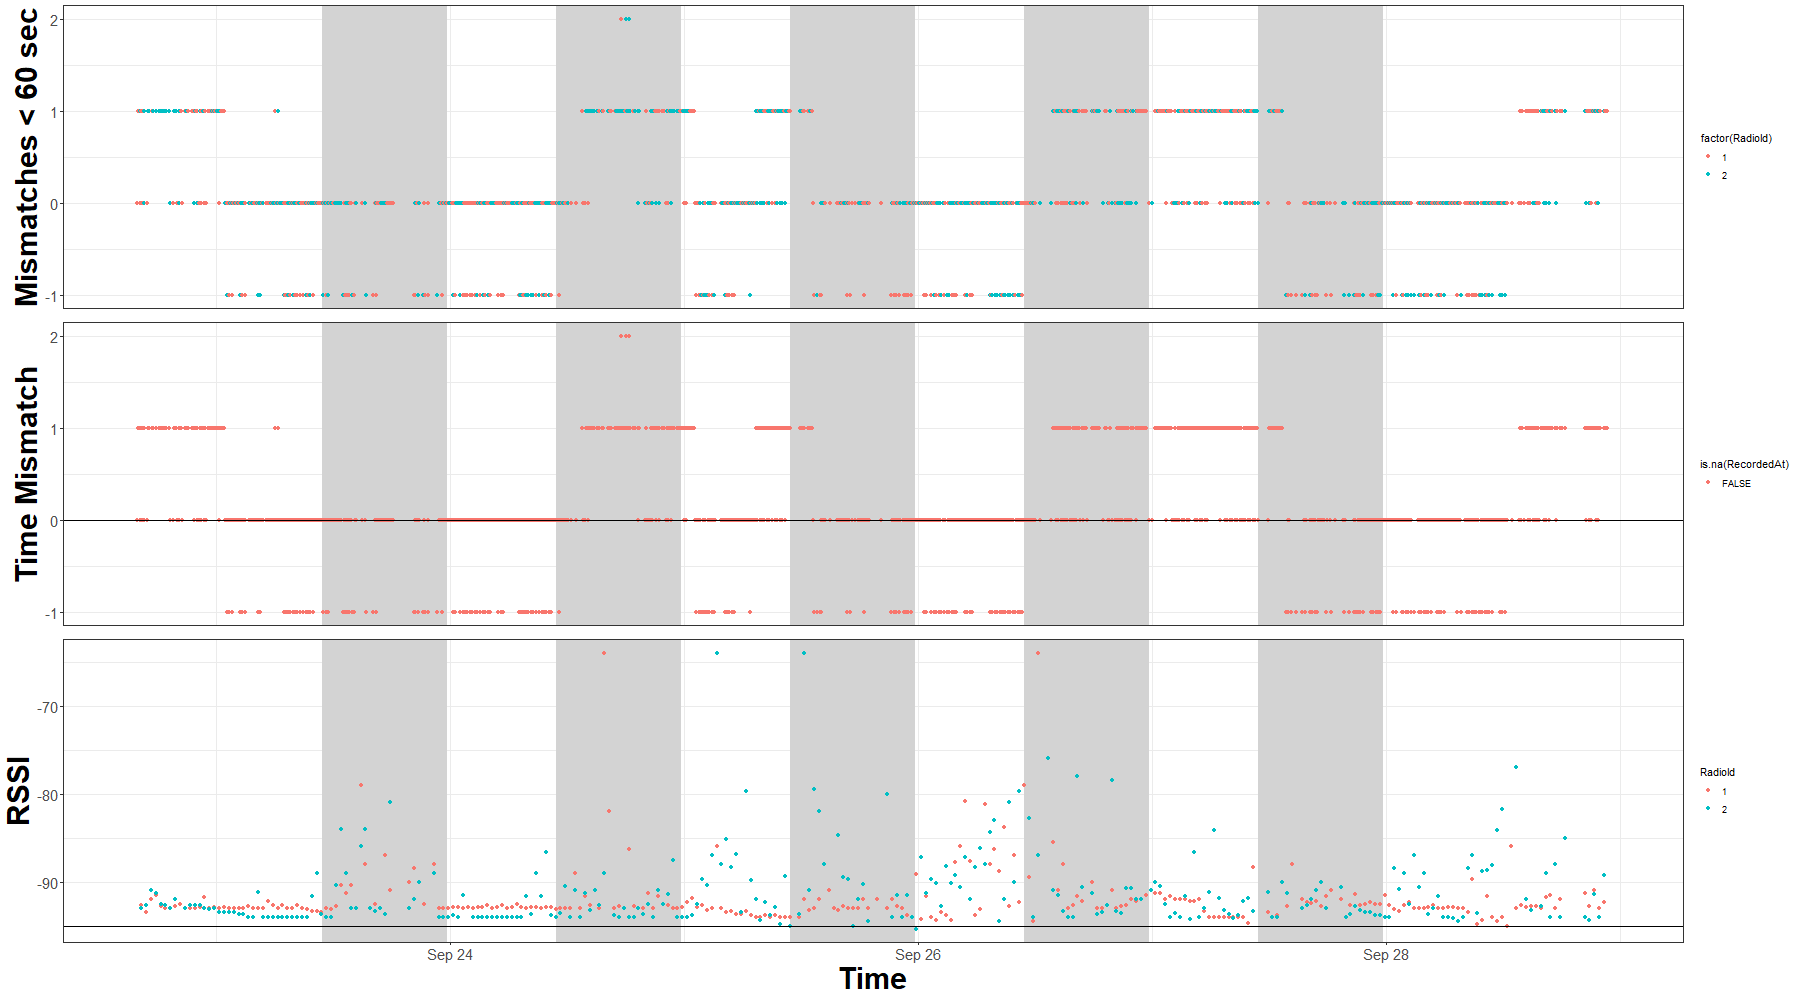 Mismatches < 60 sec
2
1
0
-1
factor(RadioId)
1
2
Time Mismatch
2
1
0
-1
is.na(RecordedAt)
FALSE
RSSI
-70
-80
-90
RadioId
1
2
Sep 24
Sep 26
Sep 28
Time